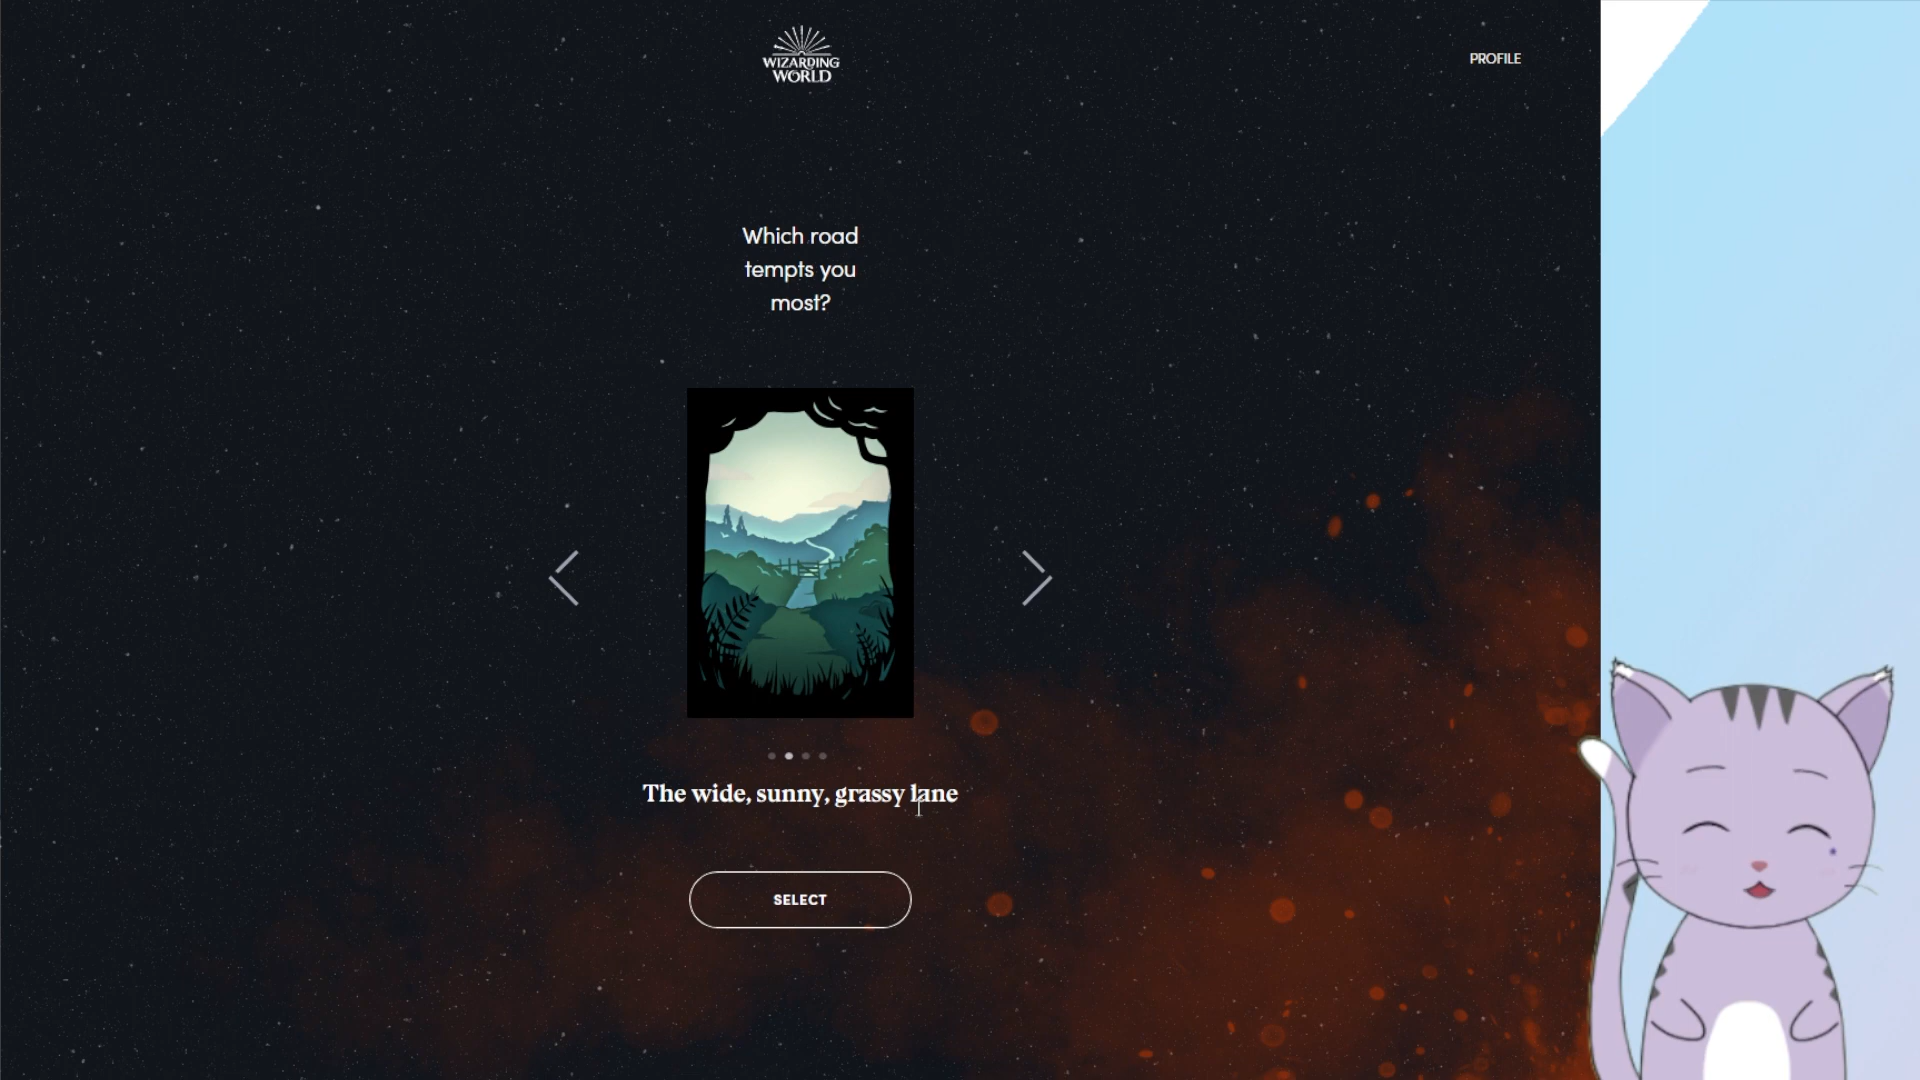 WIZARDING
WORLD
PROFILE
Which road
tempts you
most?
The wide, sunny, grassy lane
SELECT